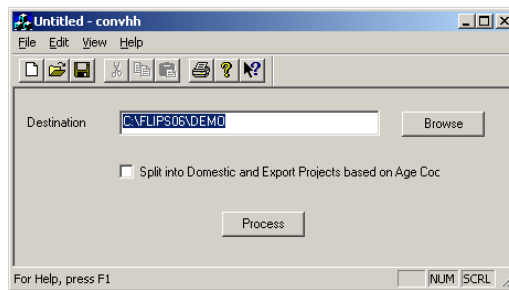 Untitled - convhh
File Edit View Help
Destination C:\FLIPS06\DEMO Browse
Split into Domestic and Export Projects based on Age Coc
Process
For Help, press F1 NUM SCRL